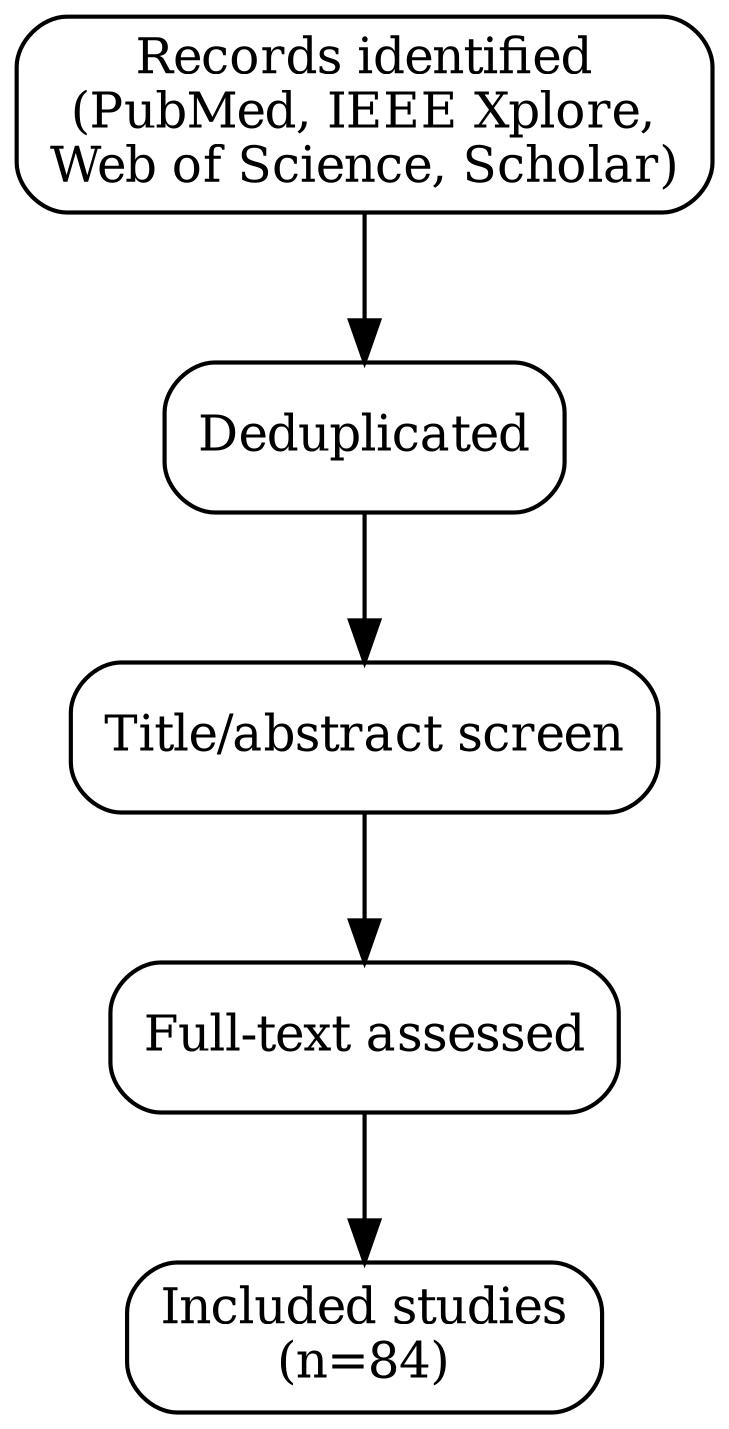 Records identified
(PubMed, IEEE Xplore,
Web of Science, Scholar)
Deduplicated
Title/abstract screen
Full-text assessed
Included studies
(n=84)